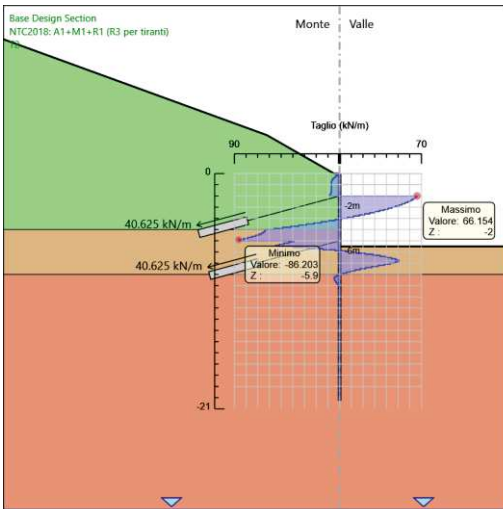 Base Design Section
NTC2018: A1+M1+R1 (R3 per tiranti)
Monte
Valle
Taglio (kN/m)
90
70
0
-2m
Massimo
Valore: 66.154
Z : -2
40.625 kN/m
-6m
Minimo
Valore: -86.203
Z : -5.9
40.625 kN/m
-21